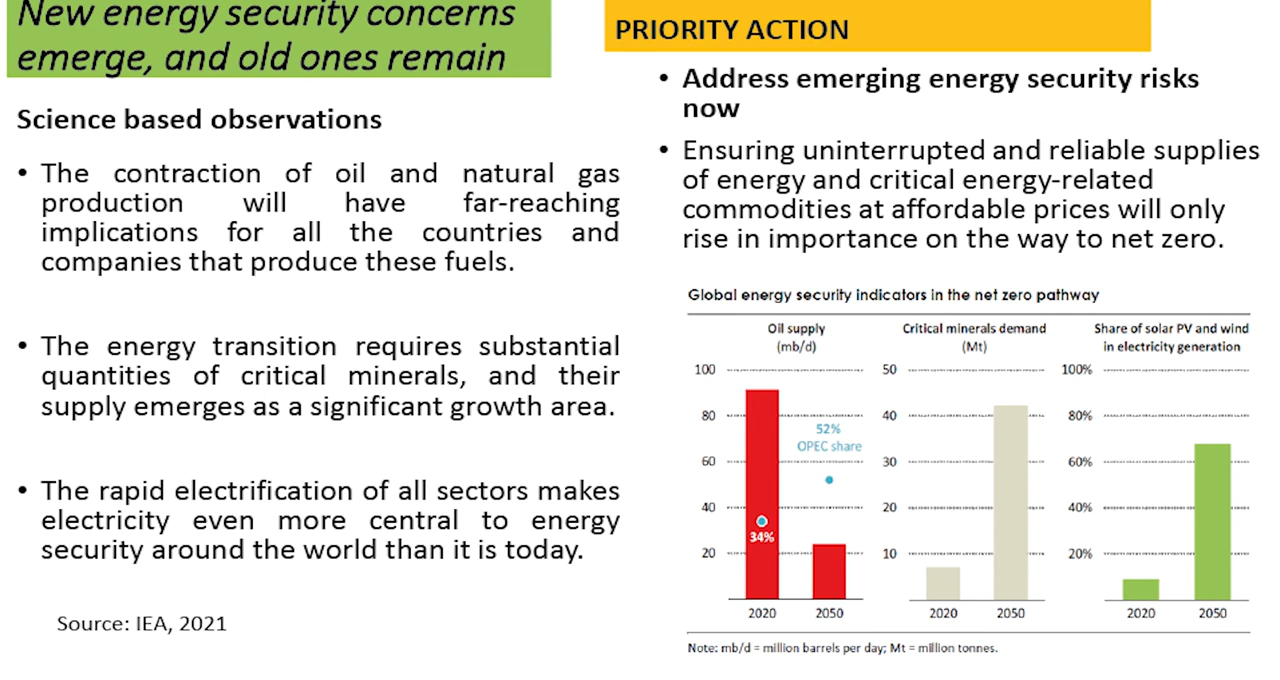 New energy security concerns
emerge, and old ones remain
Science based observations
• The contraction of oil and natural gas
production will have far-reaching
implications for all the countries and
companies that produce these fuels.
• The energy transition requires substantial
quantities of critical minerals, and their
supply emerges as a significant growth area.
• The rapid electrification of all sectors makes
electricity even more central to energy
security around the world than it is today.
Source: IEA, 2021
PRIORITY ACTION
• Address emerging energy security risks
now
• Ensuring uninterrupted and reliable supplies
of energy and critical energy-related
commodities at affordable prices will only
rise in importance on the way to net zero.
Global energy security indicators in the net zero pathway
Oil supply
(mb/d)
100
80
60
40
20
52%
OPEC share
34%
2020 2050
Critical minerals demand
(Mt)
50
40
30
20
10
2020 2050
Share of solar PV and wind
in electricity generation
100%
80%
60%
40%
20%
2020 2050
Note: mb/d = million barrels per day; Mt = million tonnes.